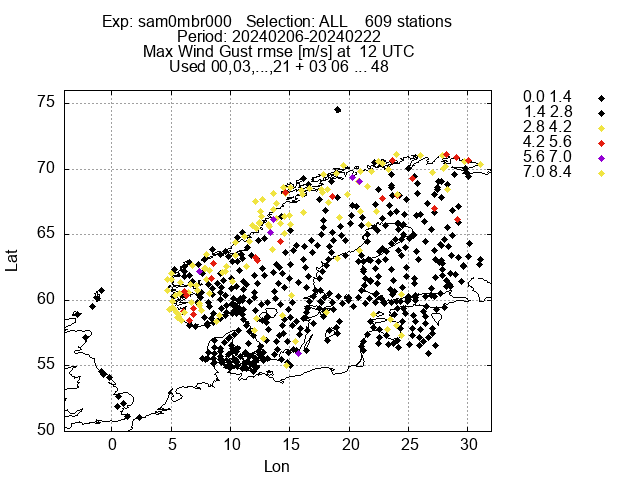 Exp: sam0mbr000   Selection: ALL    609 stations
Period: 20240206-20240222
Max Wind Gust rmse [m/s] at  12 UTC
Used 00,03,...,21 + 03 06 ... 48
0.0 1.4
1.4 2.8
2.8 4.2
4.2 5.6
5.6 7.0
7.0 8.4
75
70
65
60
55
50
Lat
0 5 10 15 20 25 30
Lon